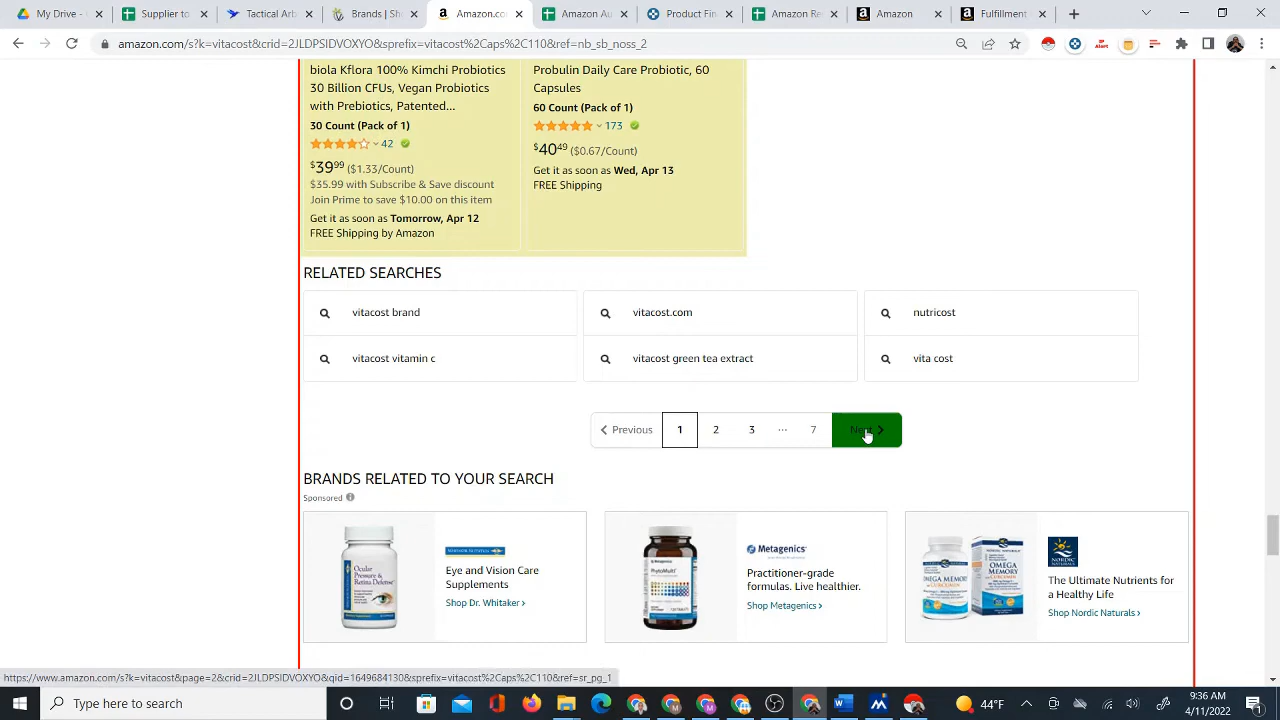 My Drive -
Supplier to
Tactical Arb
Brands | Sh
Amazon.co
Amazon Au
Product Fin
Amazon Re
Amazon
Fulfillment
amazon.com/s?k=vitacost&crid=2JLDPSIDVOXYO&sprefix=vitacost%2Caps%2C110&ref=nb_sb_noss_2
biola Kflora 100% Kimchi Probiotics
30 Billion CFUs, Vegan Probiotics
with Prebiotics, Patented...
30 Count (Pack of 1)
42
$39.99 ($1.33/Count)
$35.99 with Subscribe & Save discount
Join Prime to save $10.00 on this item
Get it as soon as Tomorrow, Apr 12
FREE Shipping by Amazon
Probulin Daily Care Probiotic, 60
Capsules
60 Count (Pack of 1)
173
$40.49 ($0.67/Count)
Get it as soon as Wed, Apr 13
FREE Shipping
RELATED SEARCHES
vitacost brand
vitacost.com
nutricost
vitacost vitamin c
vitacost green tea extract
vita cost
Previous 1 2 3 ... 7 Next
BRANDS RELATED TO YOUR SEARCH
Sponsored
Eye and Vision Care
Supplements
Shop Dr. Whitaker
Metagenics
Practitioner-grade
formulas. Live healthier.
Shop Metagenics
OMEGA MEMORY
NORDIC NATURALS
The Ultimate Nutrients for
a Healthy Life
Shop Nordic Naturals
https://www.amazon.com/s?k=vitacost&page=2&crid=2JLDPSIDVOXYO&qid=1649684130&sprefix=vitacost%2Caps%2C110&ref=sr_pg_1
Type here to search
44°F
9:36 AM
4/11/2022